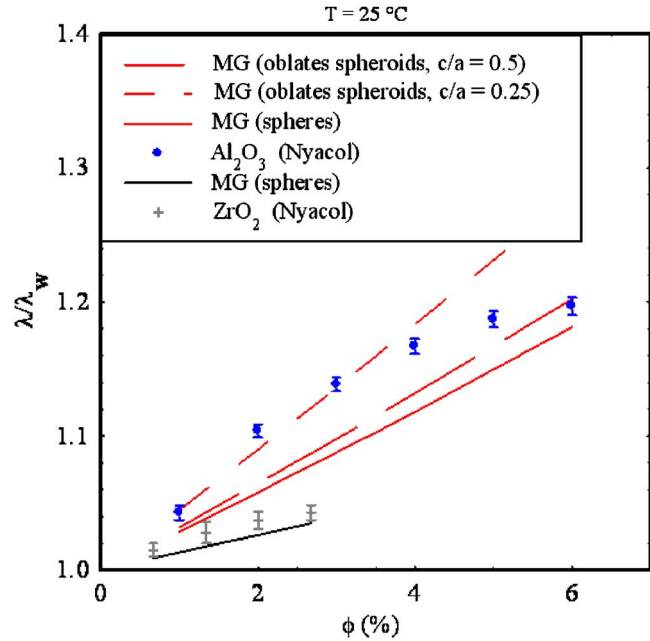 T = 25 °C
1.4
MG (oblates spheroids, c/a = 0.5)
MG (oblates spheroids, c/a = 0.25)
MG (spheres)
Al₂O₃ (Nyacol)
MG (spheres)
ZrO₂ (Nyacol)
1.3
1.2
1.1
1.0
λ/λ_w
0 2 4 6
ϕ (%)